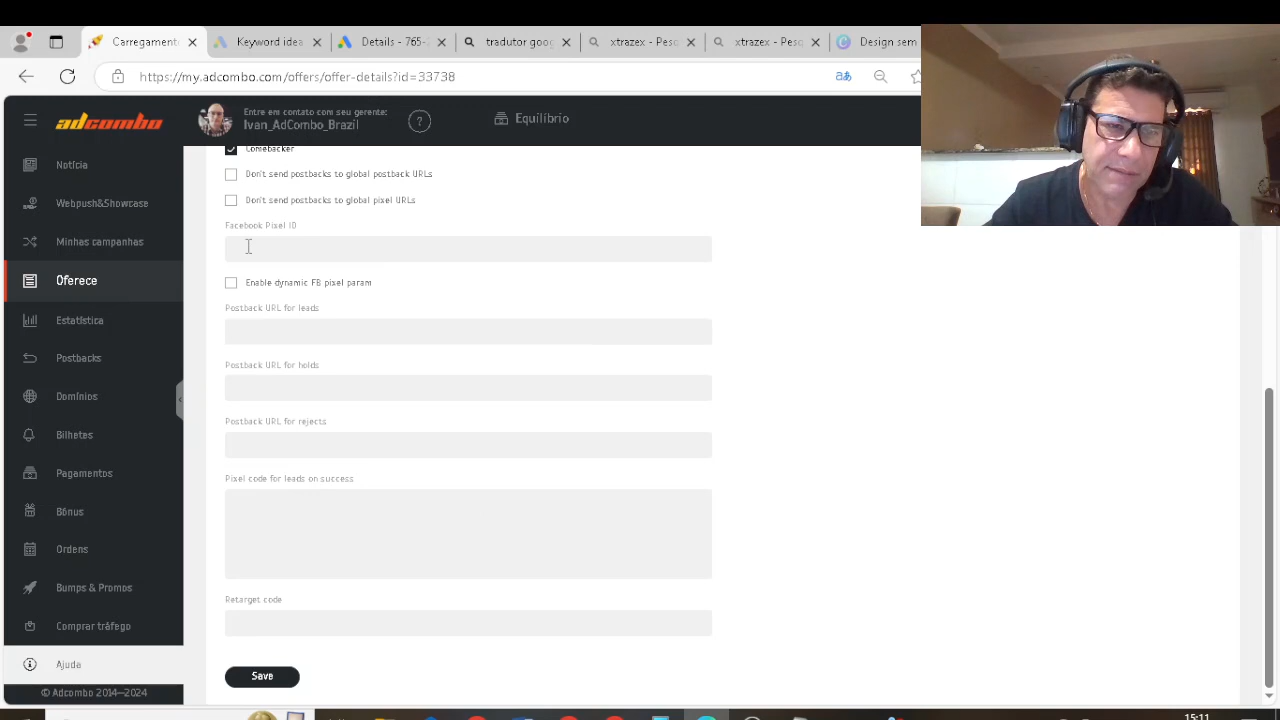 Carregament
Keyword idea
Details - 765-
tradutor goog
xtrazex - Pesq
xtrazex - Pesq
Design sem
https://my.adcombo.com/offers/offer-details?id=33738
adcombo
Entre em contato com seu gerente:
Ivan_AdCombo_Brazil
?
Equilíbrio
Notícia
Webpush&Showcase
Minhas campanhas
Oferece
Estatística
Postbacks
Domínios
Bilhetes
Pagamentos
Bônus
Ordens
Bumps & Promos
Comprar tráfego
Ajuda
© Adcombo 2014—2024
Comebacker
Don't send postbacks to global postback URLs
Don't send postbacks to global pixel URLs
Facebook Pixel ID
Enable dynamic FB pixel param
Postback URL for leads
Postback URL for holds
Postback URL for rejects
Pixel code for leads on success
Retarget code
Save
15:11